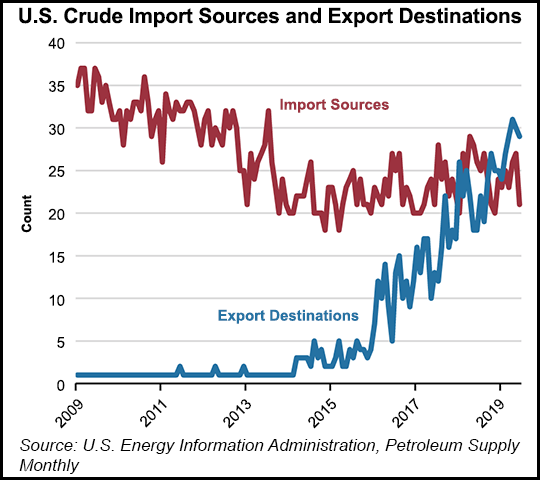 U.S. Crude Import Sources and Export Destinations
40
35
30
25
20
15
10
5
0
Count
Import Sources
Export Destinations
2009
2011
2013
2015
2017
2019
Source: U.S. Energy Information Administration, Petroleum Supply
Monthly